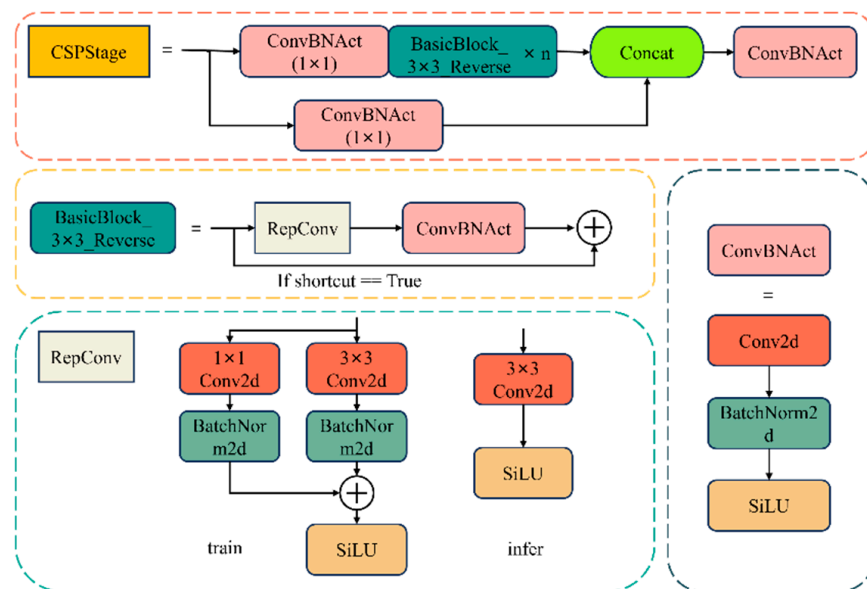 CSPStage
=
ConvBNAct
(1×1)
BasicBlock_
3×3_Reverse
× n
Concat
ConvBNAct
ConvBNAct
(1×1)
BasicBlock_
3×3_Reverse
=
RepConv
ConvBNAct
If shortcut == True
ConvBNAct
=
Conv2d
BatchNorm2
d
SiLU
RepConv
1×1
Conv2d
3×3
Conv2d
BatchNor
m2d
BatchNor
m2d
SiLU
train
3×3
Conv2d
SiLU
infer